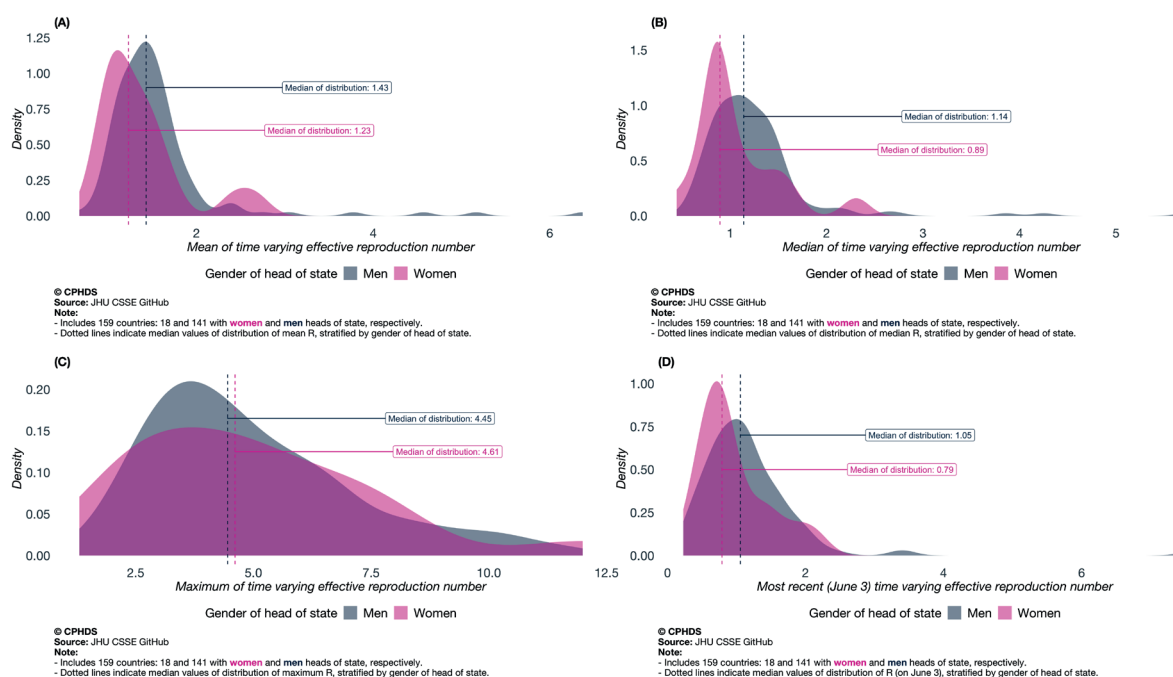 (A)
1.25
1.00
0.75
0.50
0.25
0.00
Density
Median of distribution: 1.43
Median of distribution: 1.23
2
4
6
Mean of time varying effective reproduction number
Gender of head of state Men Women
© CPHDS
Source: JHU CSSE GitHub
Note:
- Includes 159 countries: 18 and 141 with women and men heads of state, respectively.
- Dotted lines indicate median values of distribution of mean R, stratified by gender of head of state.
(B)
1.5
1.0
0.5
0.0
Density
Median of distribution: 1.14
Median of distribution: 0.89
1
2
3
4
5
Median of time varying effective reproduction number
Gender of head of state Men Women
© CPHDS
Source: JHU CSSE GitHub
Note:
- Includes 159 countries: 18 and 141 with women and men heads of state, respectively.
- Dotted lines indicate median values of distribution of median R, stratified by gender of head of state.
(C)
0.20
0.15
0.10
0.05
0.00
Density
Median of distribution: 4.45
Median of distribution: 4.61
2.5
5.0
7.5
10.0
12.5
Maximum of time varying effective reproduction number
Gender of head of state Men Women
© CPHDS
Source: JHU CSSE GitHub
Note:
- Includes 159 countries: 18 and 141 with women and men heads of state, respectively.
- Dotted lines indicate median values of distribution of maximum R, stratified by gender of head of state.
(D)
1.00
0.75
0.50
0.25
0.00
Density
Median of distribution: 1.05
Median of distribution: 0.79
0
2
4
6
Most recent (June 3) time varying effective reproduction number
Gender of head of state Men Women
© CPHDS
Source: JHU CSSE GitHub
Note:
- Includes 159 countries: 18 and 141 with women and men heads of state, respectively.
- Dotted lines indicate median values of distribution of R (on June 3), stratified by gender of head of state.